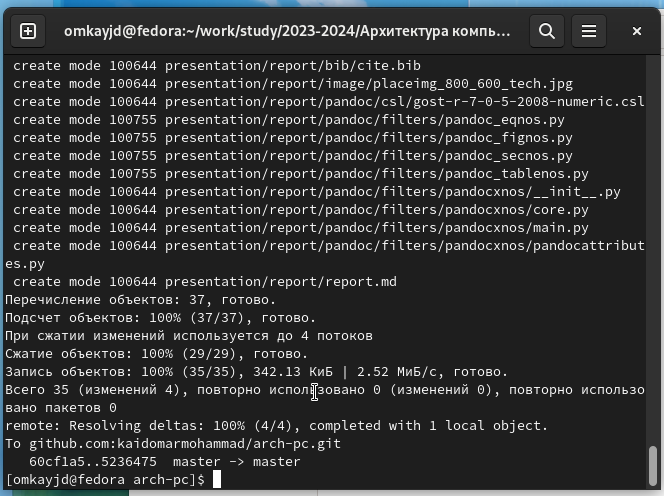 omkayjd@fedora:~/work/study/2023-2024/Архитектура компь...
create mode 100644 presentation/report/bib/cite.bib
create mode 100644 presentation/report/image/placeimg_800_600_tech.jpg
create mode 100644 presentation/report/pandoc/csl/gost-r-7-0-5-2008-numeric.csl
create mode 100755 presentation/report/pandoc/filters/pandoc_eqnos.py
create mode 100755 presentation/report/pandoc/filters/pandoc_fignos.py
create mode 100755 presentation/report/pandoc/filters/pandoc_secnos.py
create mode 100755 presentation/report/pandoc/filters/pandoc_tablenos.py
create mode 100644 presentation/report/pandoc/filters/pandocxnos/__init__.py
create mode 100644 presentation/report/pandoc/filters/pandocxnos/core.py
create mode 100644 presentation/report/pandoc/filters/pandocxnos/main.py
create mode 100644 presentation/report/pandoc/filters/pandocxnos/pandocattribut
es.py
create mode 100644 presentation/report/report.md
Перечисление объектов: 37, готово.
Подсчет объектов: 100% (37/37), готово.
При сжатии изменений используется до 4 потоков
Сжатие объектов: 100% (29/29), готово.
Запись объектов: 100% (35/35), 342.13 КиБ | 2.52 МиБ/с, готово.
Всего 35 (изменений 4), повторно использовано 0 (изменений 0), повторно использо
вано пакетов 0
remote: Resolving deltas: 100% (4/4), completed with 1 local object.
To github.com:kaidomarmohammad/arch-pc.git
60cf1a5..5236475  master -> master
[omkayjd@fedora arch-pc]$